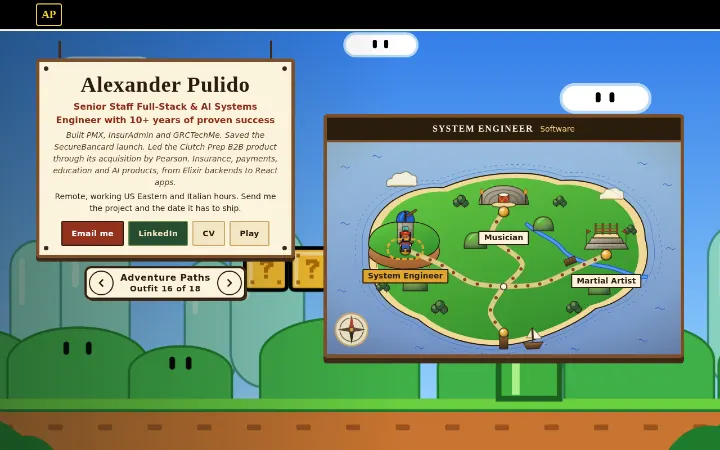 AP
Alexander Pulido
Senior Staff Full-Stack & AI Systems
Engineer with 10+ years of proven success
Built PMX, InsurAdmin and GRCTechMe. Saved the
SecureBancard launch. Led the Clutch Prep B2B product
through its acquisition by Pearson. Insurance, payments,
education and AI products, from Elixir backends to React
apps.
Remote, working US Eastern and Italian hours. Send me
the project and the date it has to ship.
Email me
LinkedIn
CV
Play
Adventure Paths
Outfit 16 of 18
? ?
SYSTEM ENGINEER Software
Musician
System Engineer
Martial Artist